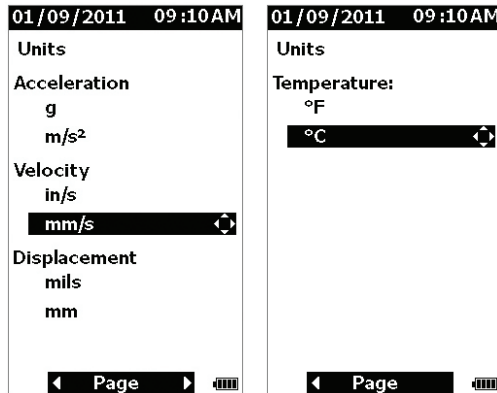 01/09/2011 09:10AM
Units
Acceleration
g
m/s²
Velocity
in/s
mm/s
Displacement
mils
mm
Page
01/09/2011 09:10AM
Units
Temperature:
°F
°C
Page